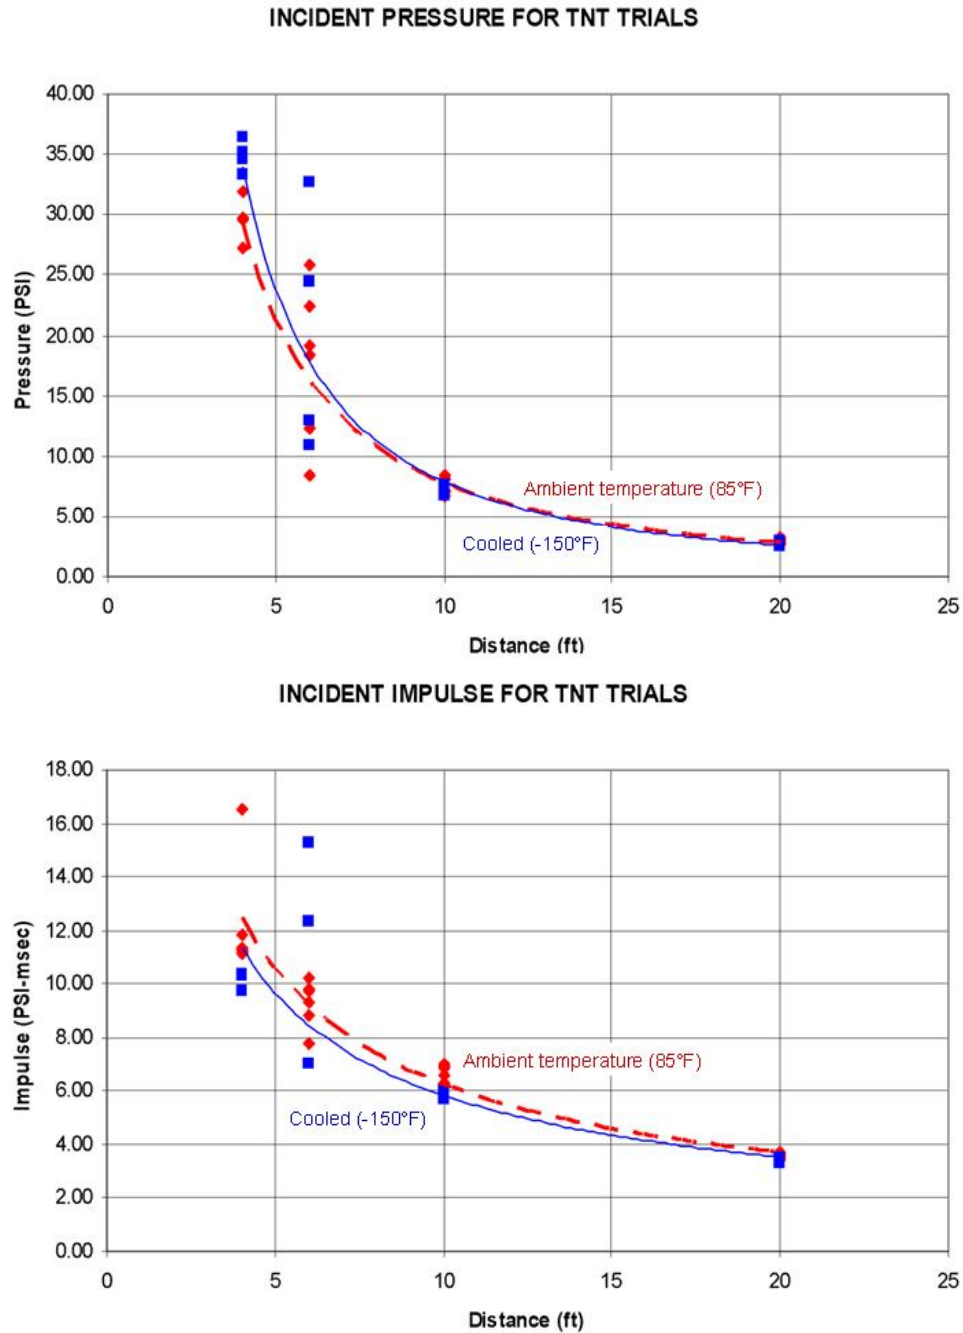 INCIDENT PRESSURE FOR TNT TRIALS
40.00
35.00
30.00
25.00
20.00
15.00
10.00
5.00
0.00
Pressure (PSI)
Ambient temperature (85°F)
Cooled (-150°F)
0 5 10 15 20 25
Distance (ft)
INCIDENT IMPULSE FOR TNT TRIALS
18.00
16.00
14.00
12.00
10.00
8.00
6.00
4.00
2.00
0.00
Impulse (PSI-msec)
Ambient temperature (85°F)
Cooled (-150°F)
0 5 10 15 20 25
Distance (ft)